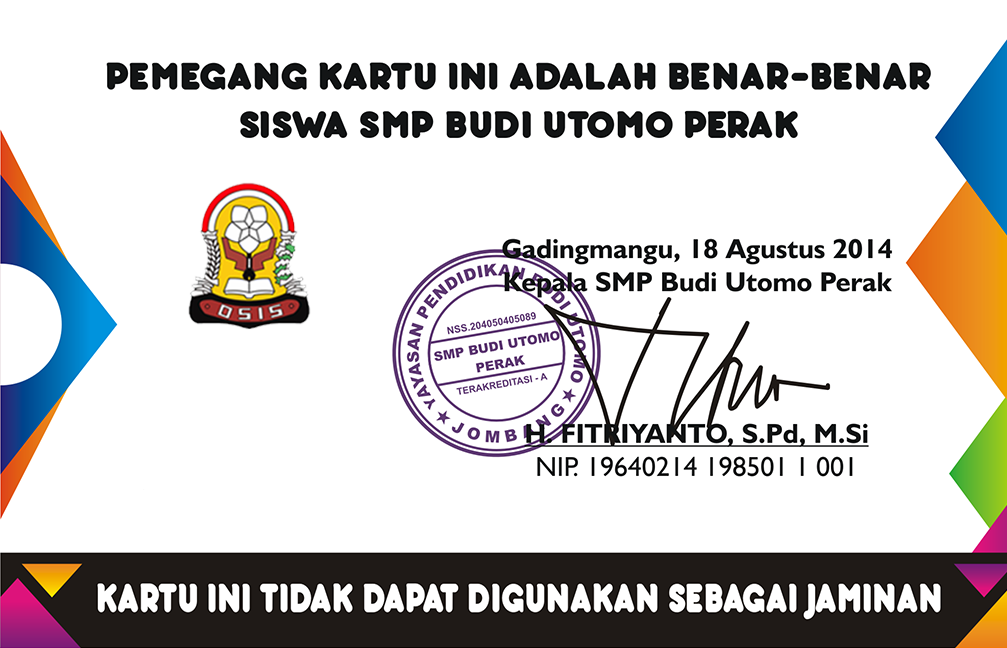 PEMEGANG KARTU INI ADALAH BENAR-BENAR
SISWA SMP BUDI UTOMO PERAK
OSIS
Gadingmangu, 18 Agustus 2014
Kepala SMP Budi Utomo Perak
YAYASAN PENDIDIKAN BUDI UTOMO
NSS.204050405089
SMP BUDI UTOMO
PERAK
TERAKREDITASI - A
JOMBANG
H. FITRIYANTO, S.Pd, M.Si
NIP. 19640214 198501 1 001
KARTU INI TIDAK DAPAT DIGUNAKAN SEBAGAI JAMINAN